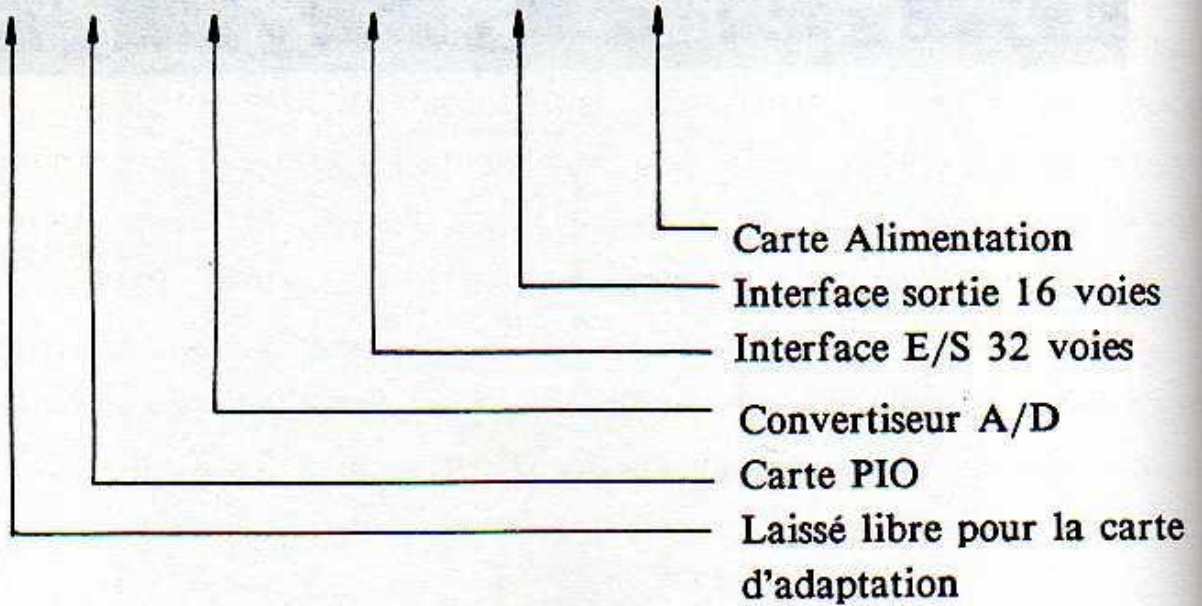 Carte Alimentation
Interface sortie 16 voies
Interface E/S 32 voies
Convertiseur A/D
Carte PIO
Laissé libre pour la carte
d'adaptation